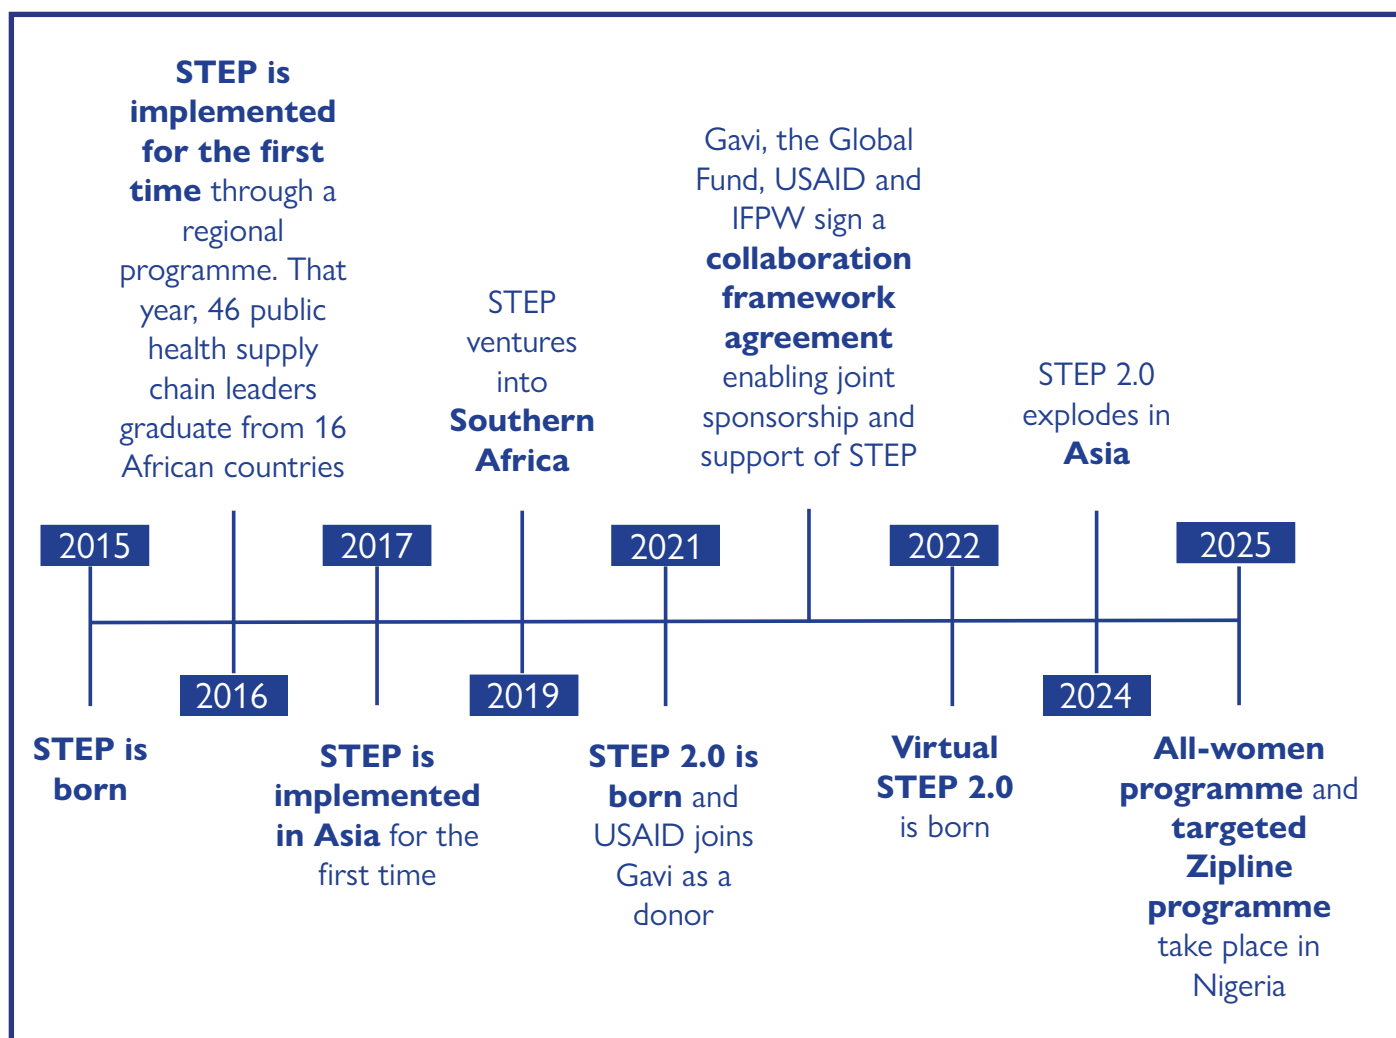 STEP is
implemented
for the first
time through a
regional
programme. That
year, 46 public
health supply
chain leaders
graduate from 16
African countries
STEP
ventures
into
Southern
Africa
Gavi, the Global
Fund, USAID and
IFPW sign a
collaboration
framework
agreement
enabling joint
sponsorship and
support of STEP
STEP 2.0
explodes in
Asia
2015
2017
2021
2022
2025
2016
2019
2024
STEP is
born
STEP is
implemented
in Asia for the
first time
STEP 2.0 is
born and
USAID joins
Gavi as a
donor
Virtual
STEP 2.0
is born
All-women
programme and
targeted
Zipline
programme
take place in
Nigeria